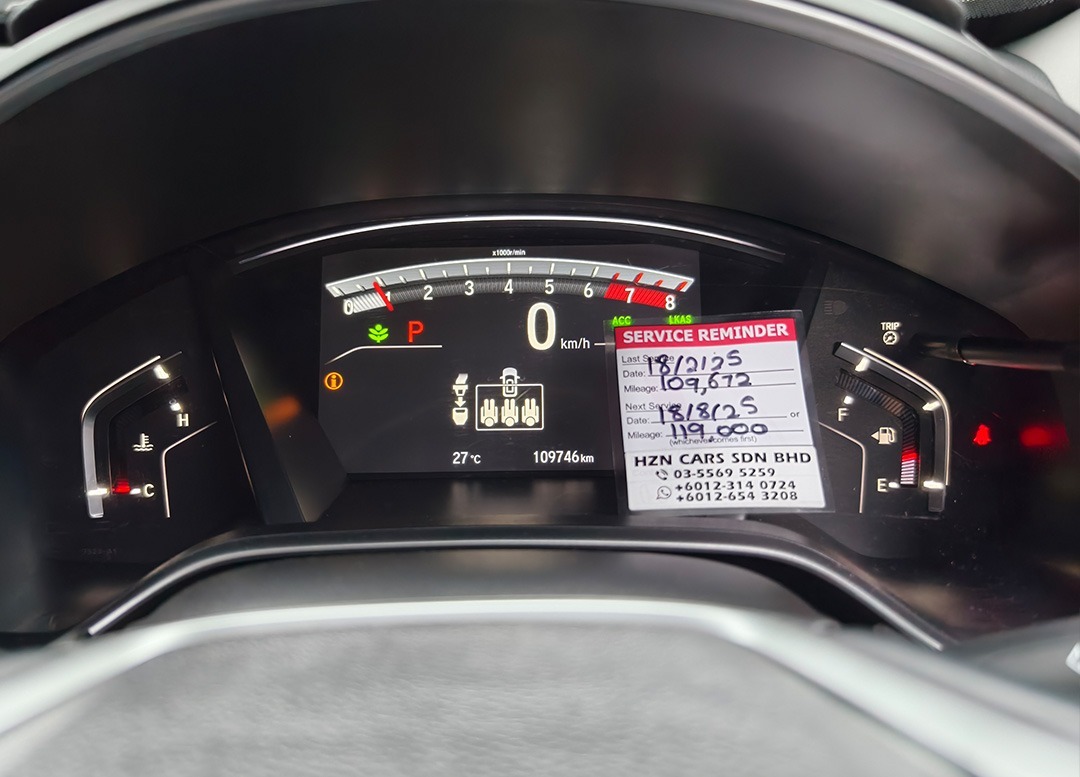 x1000r/min
0 1 2 3 4 5 6 7 8
P
0 km/h
ACC LKAS
27°C 109746km
H
C
TRIP
F
E
SERVICE REMINDER
Last Service
Date: 18/2/25
Mileage: 109,672
Next Service
Date: 18/8/25 or
Mileage: 119,000
(whichever comes first)
HZN CARS SDN BHD
03-5569 5259
+6012-314 0724
+6012-654 3208